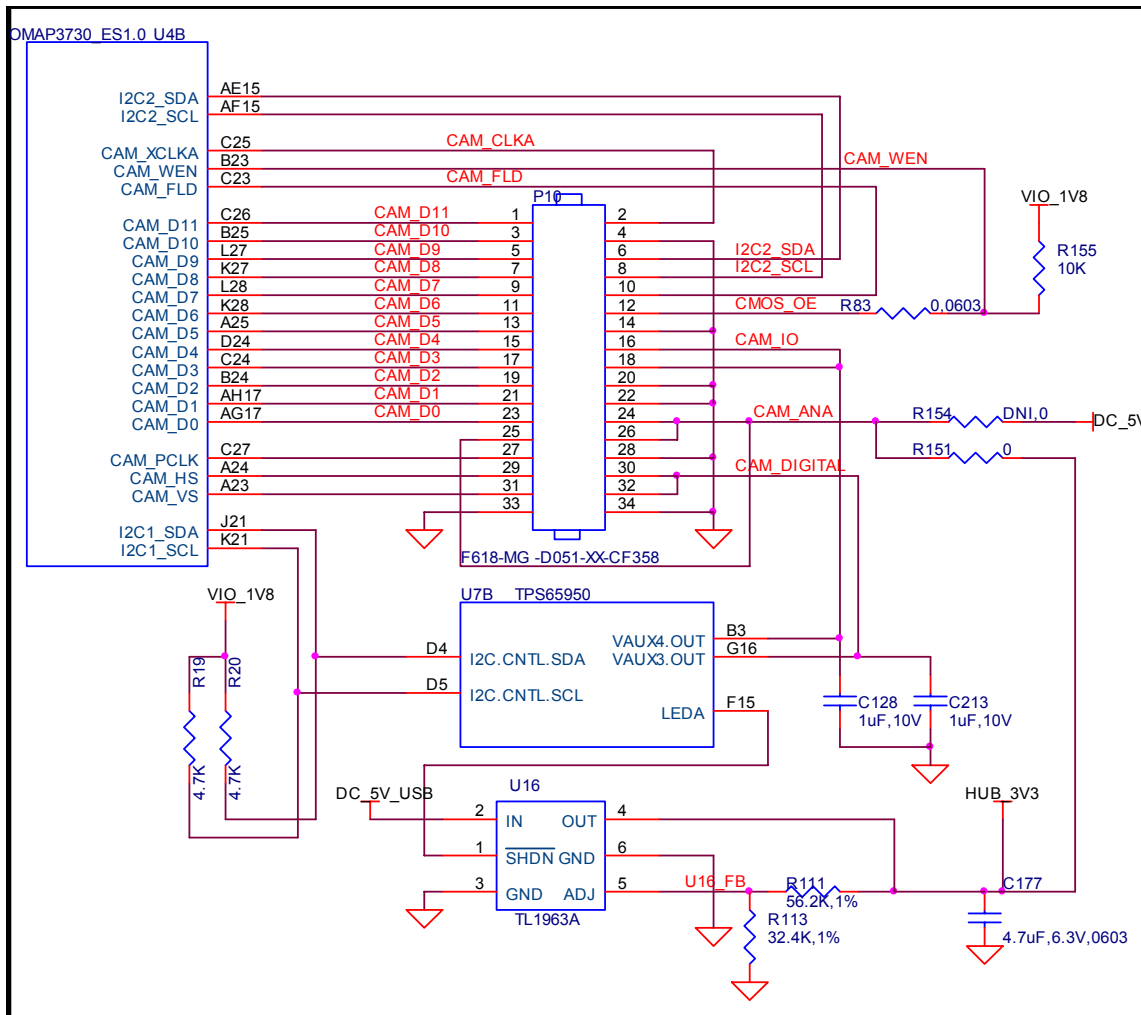 OMAP3730_ES1.0 U4B
I2C2_SDA AE15
I2C2_SCL AF15
CAM_XCLKA C25 CAM_CLKA
CAM_WEN B23 CAM_WEN
CAM_FLD C23 CAM_FLD
VIO_1V8
R155
10K
P10
CAM_D11 C26 CAM_D11 1 2
CAM_D10 B25 CAM_D10 3 4
CAM_D9 L27 CAM_D9 5 6 I2C2_SDA
CAM_D8 K27 CAM_D8 7 8 I2C2_SCL
CAM_D7 L28 CAM_D7 9 10
CAM_D6 K28 CAM_D6 11 12 CMOS_OE R83 0,0603
CAM_D5 A25 CAM_D5 13 14
CAM_D4 D24 CAM_D4 15 16 CAM_IO
CAM_D3 C24 CAM_D3 17 18
CAM_D2 B24 CAM_D2 19 20
CAM_D1 AH17 CAM_D1 21 22
CAM_D0 AG17 CAM_D0 23 24 CAM_ANA R154 DNI,0 DC_5V
25 26
CAM_PCLK C27 27 28 R151 0
CAM_HS A24 29 30 CAM_DIGITAL
CAM_VS A23 31 32
33 34
I2C1_SDA J21
I2C1_SCL K21
F618-MG -D051-XX-CF358
VIO_1V8
R19
4.7K
R20
4.7K
U7B TPS65950
D4 I2C.CNTL.SDA
D5 I2C.CNTL.SCL
VAUX4.OUT B3
VAUX3.OUT G16
LEDA F15
C128
1uF,10V
C213
1uF,10V
U16
DC_5V_USB
HUB_3V3
2 IN OUT 4
1 SHDN GND 6
3 GND ADJ 5
TL1963A
U16_FB
R111
56.2K,1%
R113
32.4K,1%
C177
4.7uF,6.3V,0603